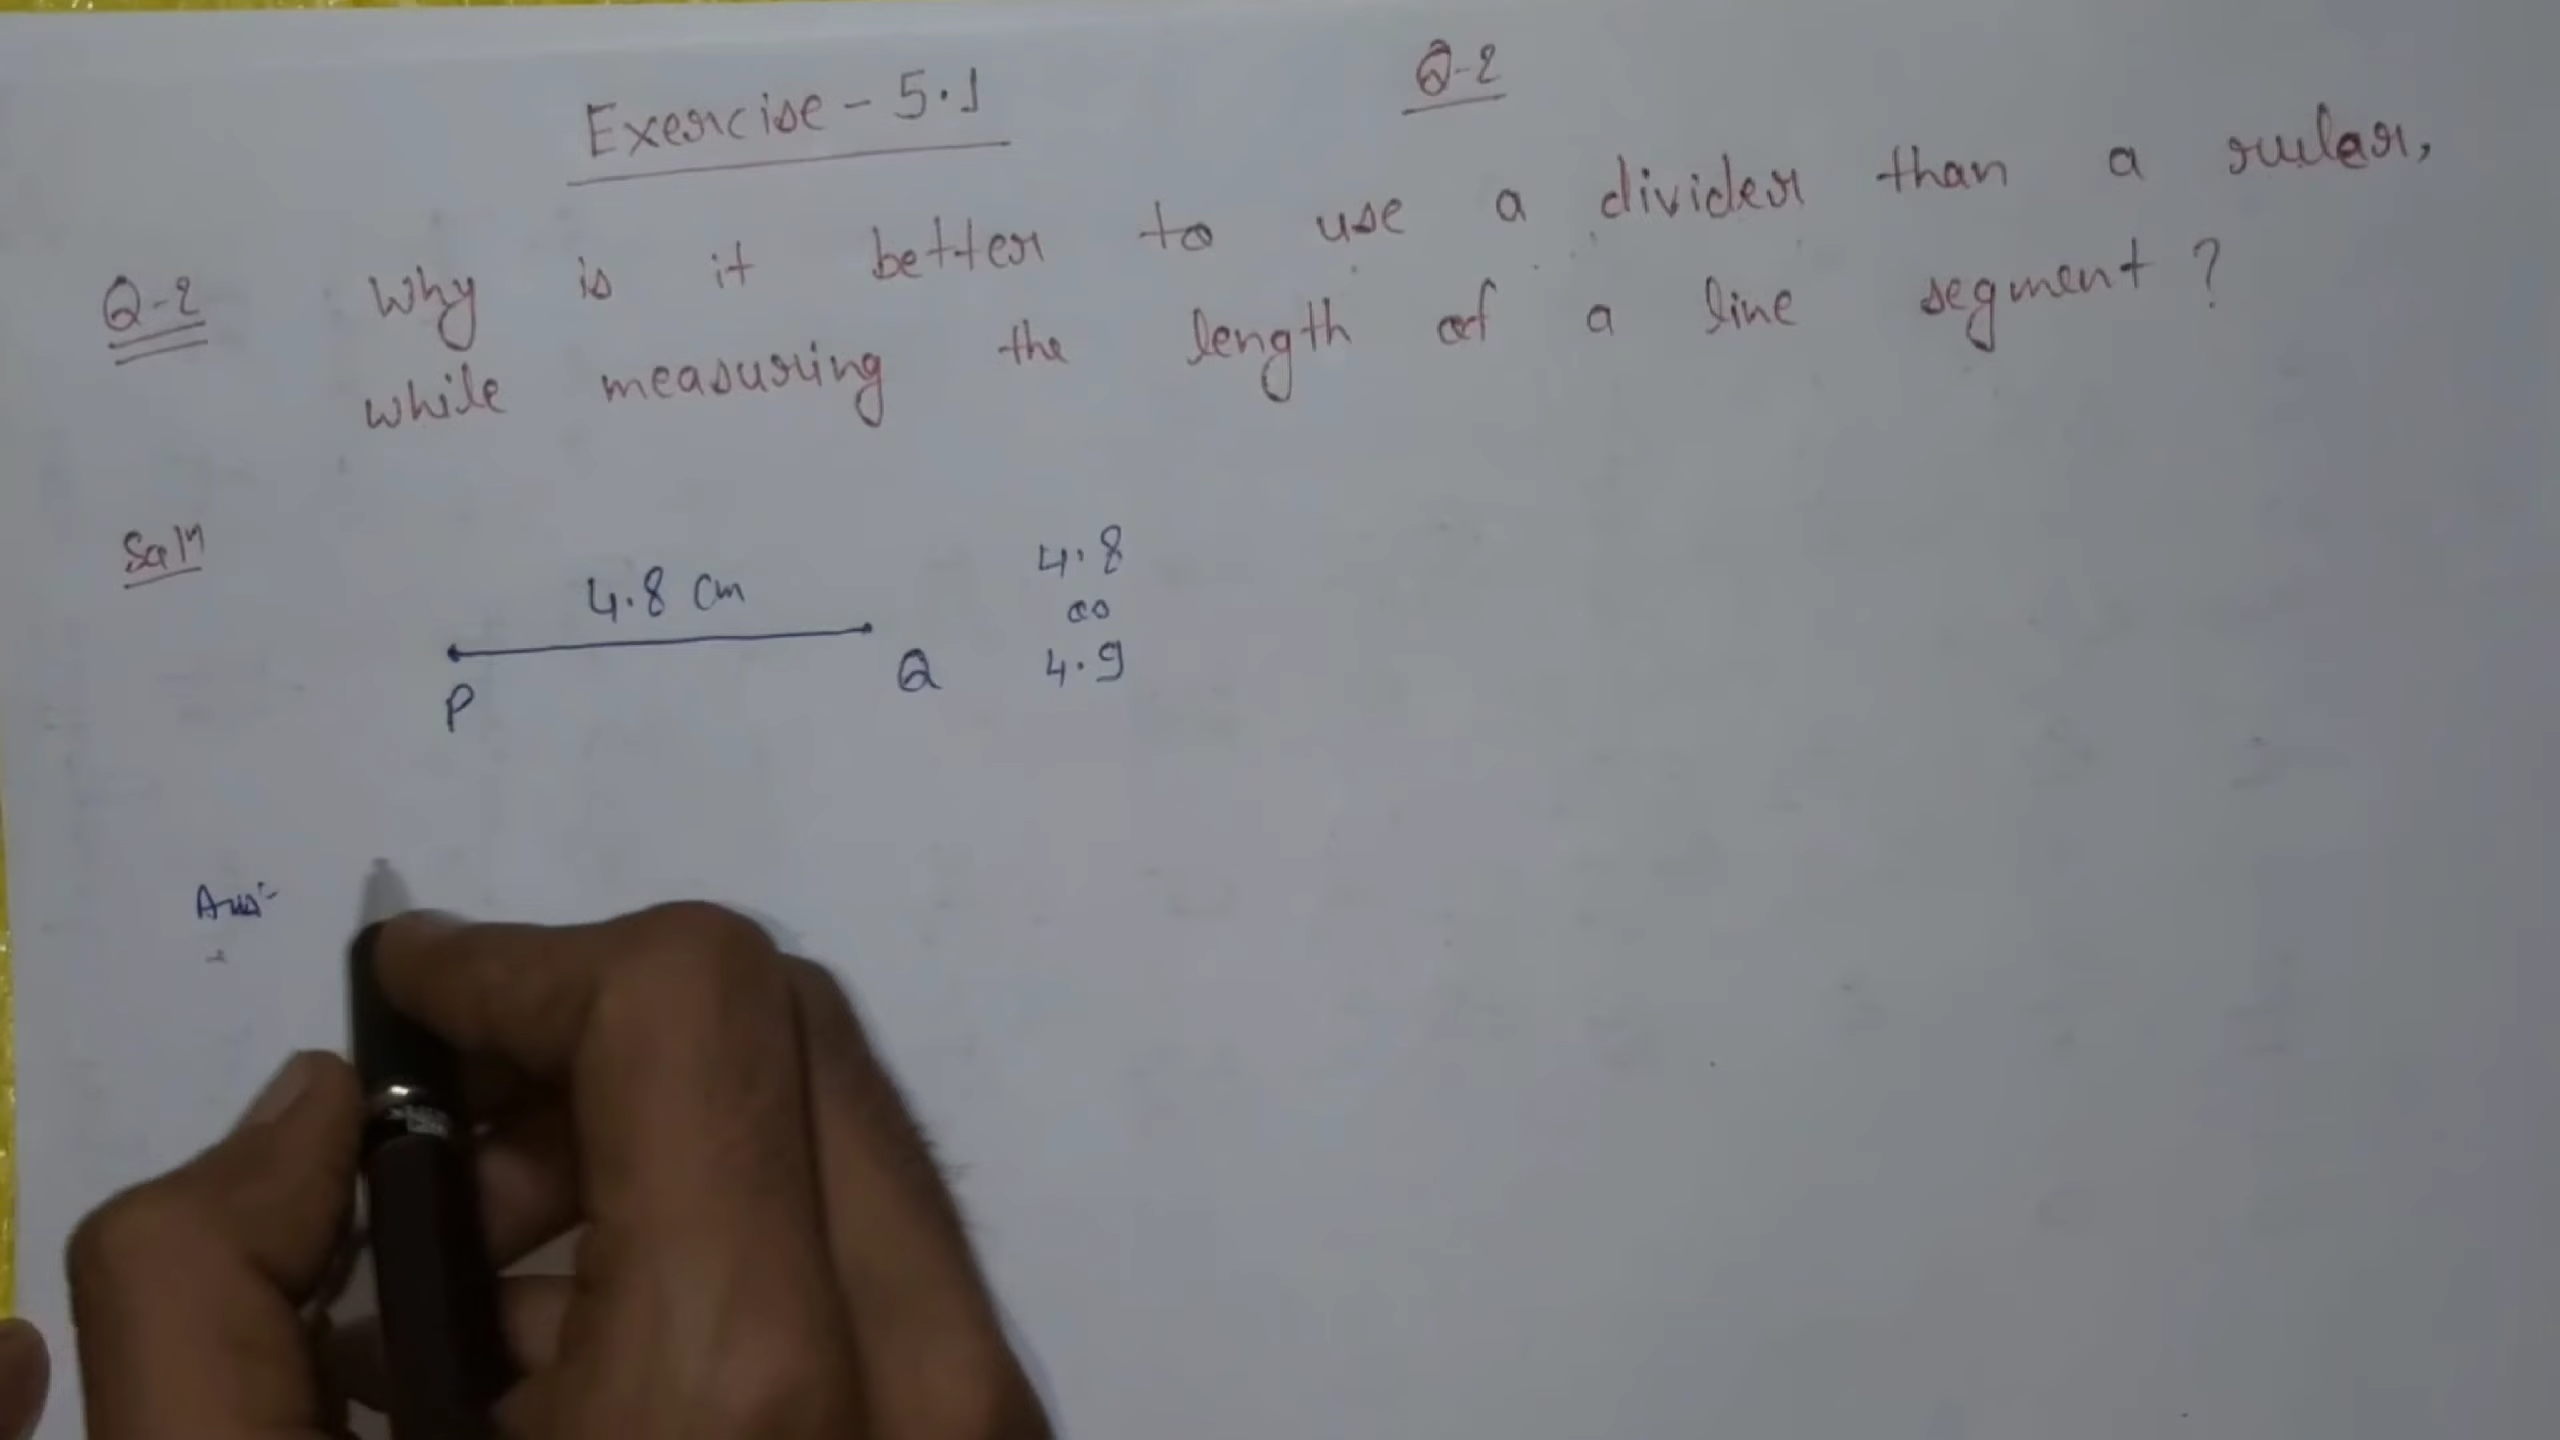 Exercise - 5.1
Q-2
Q-2 Why is it better to use a divider than a ruler,
while measuring the length of a line segment ?
Sol^n
4.8 cm
P Q
4.8
4.9
Ans:-